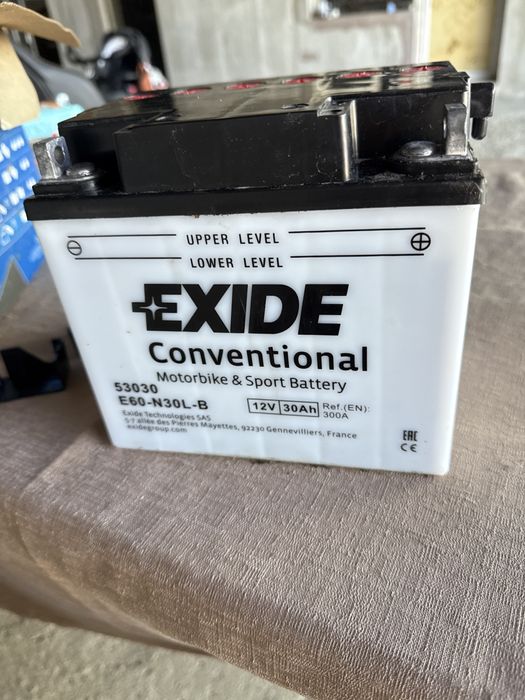 UPPER LEVEL
LOWER LEVEL
EXIDE
Conventional
Motorbike & Sport Battery
53030
E60-N30L-B
12V 30Ah Ref.(EN): 300A
Exide Technologies SAS
5-7 allée des Pierres Mayettes, 92230 Gennevilliers, France
exidegroup.com
EAC
CE